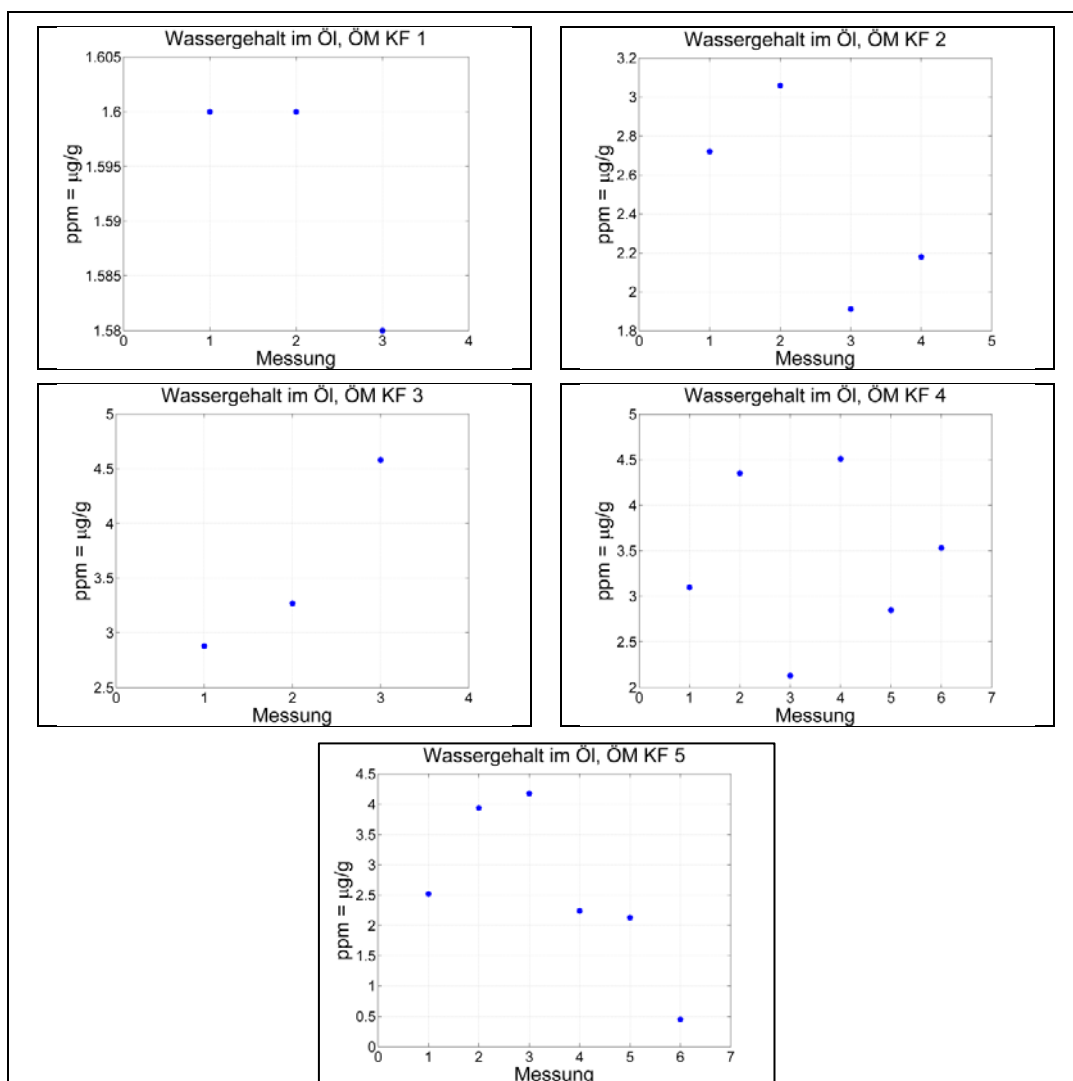 Wassergehalt im Öl, ÖM KF 1
1.605
1.6
1.595
1.59
1.585
1.58
ppm = μg/g
0 1 2 3 4
Messung
Wassergehalt im Öl, ÖM KF 2
3.2
3
2.8
2.6
2.4
2.2
2
1.8
ppm = μg/g
0 1 2 3 4 5
Messung
Wassergehalt im Öl, ÖM KF 3
5
4.5
4
3.5
3
2.5
ppm = μg/g
0 1 2 3 4
Messung
Wassergehalt im Öl, ÖM KF 4
5
4.5
4
3.5
3
2.5
2
ppm = μg/g
0 1 2 3 4 5 6 7
Messung
Wassergehalt im Öl, ÖM KF 5
4.5
4
3.5
3
2.5
2
1.5
1
0.5
0
ppm = μg/g
0 1 2 3 4 5 6 7
Messung